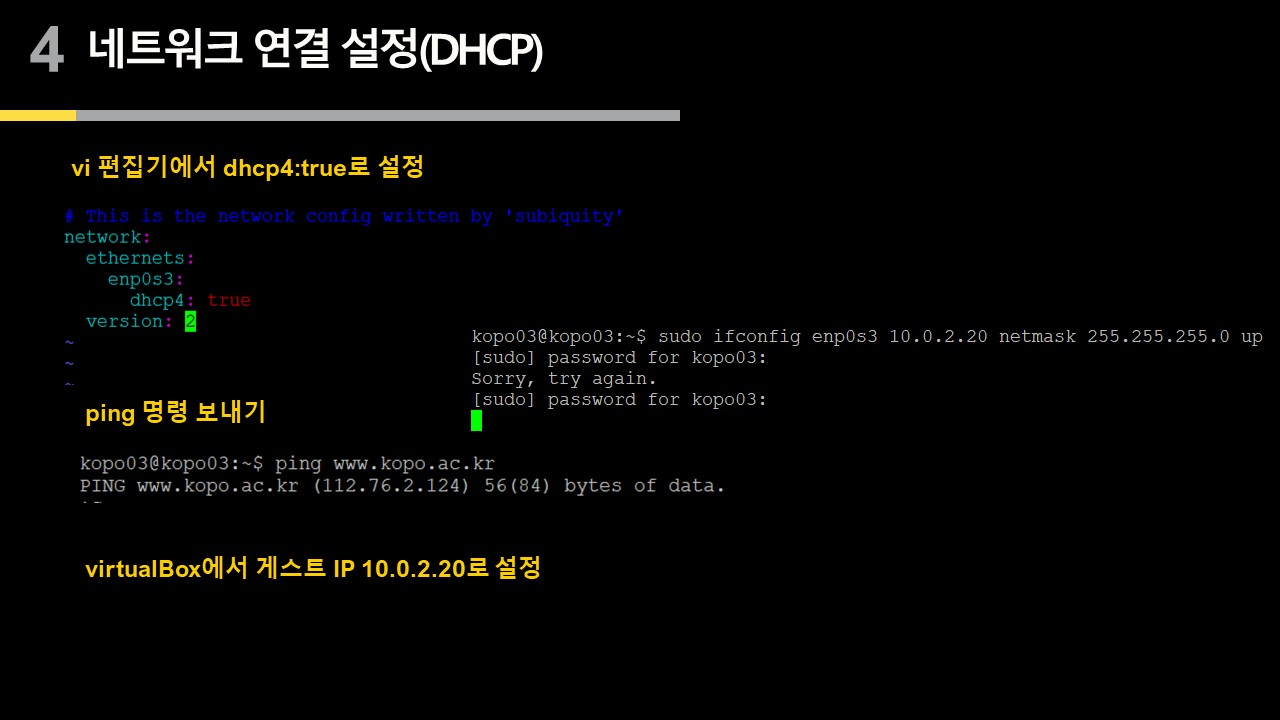 4 네트워크 연결 설정(DHCP)
vi 편집기에서 dhcp4:true로 설정
# This is the network config written by 'subiquity'
network:
  ethernets:
    enp0s3:
      dhcp4: true
  version: 2
~
~
~
kopo03@kopo03:~$ sudo ifconfig enp0s3 10.0.2.20 netmask 255.255.255.0 up
[sudo] password for kopo03:
Sorry, try again.
[sudo] password for kopo03:
ping 명령 보내기
kopo03@kopo03:~$ ping www.kopo.ac.kr
PING www.kopo.ac.kr (112.76.2.124) 56(84) bytes of data.
virtualBox에서 게스트 IP 10.0.2.20로 설정